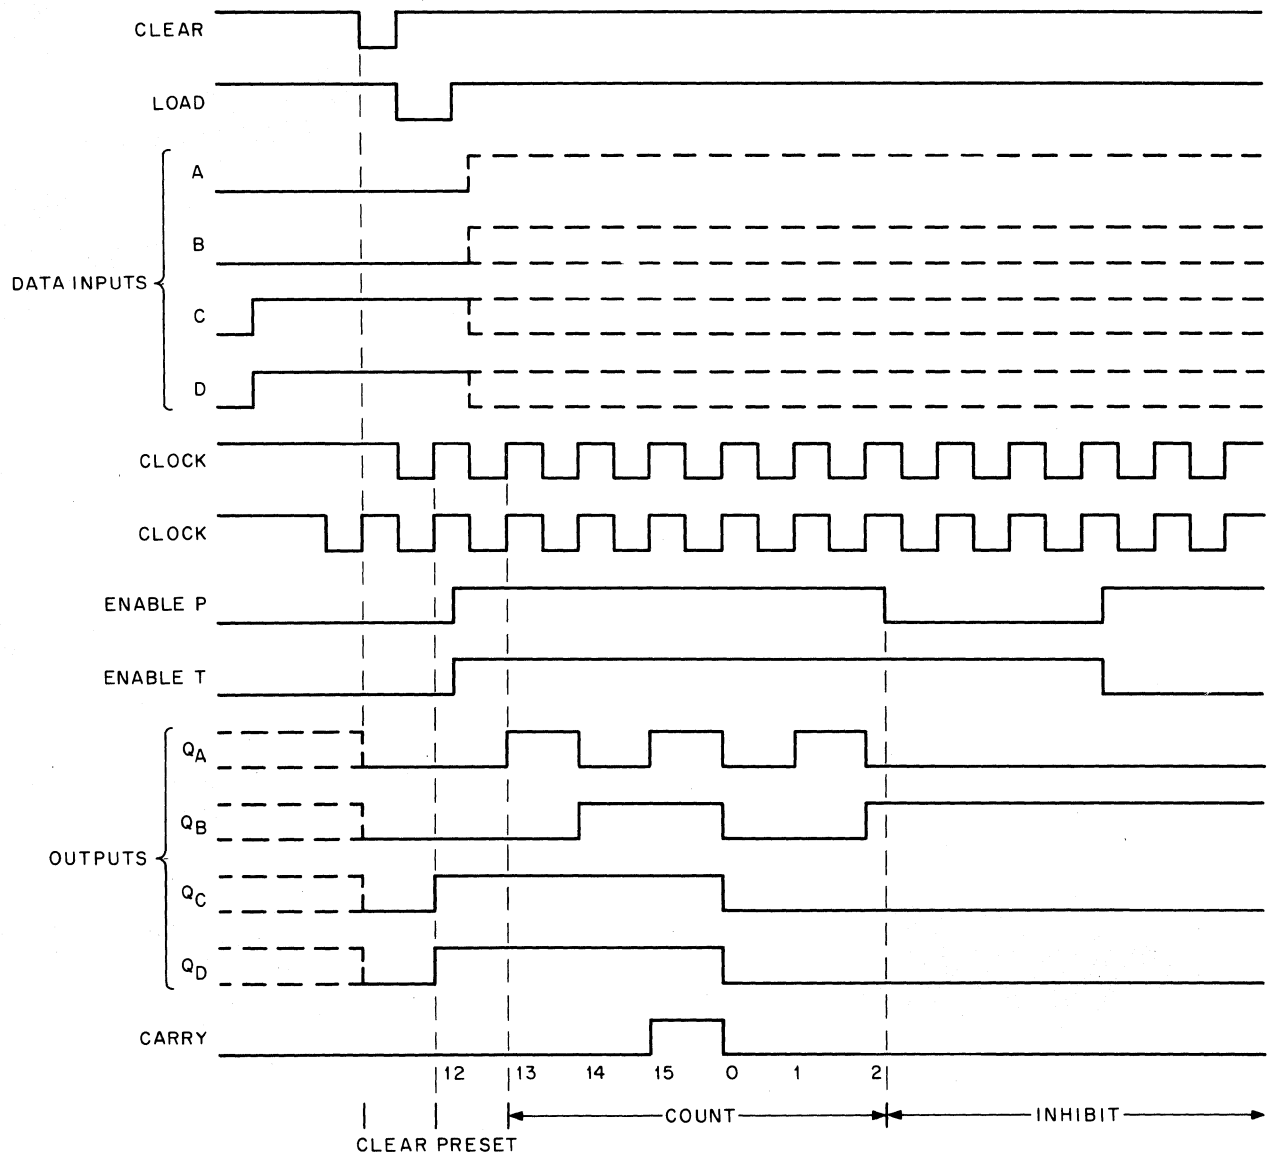 CLEAR
LOAD
DATA INPUTS
A
B
C
D
CLOCK
CLOCK
ENABLE P
ENABLE T
OUTPUTS
QA
QB
QC
QD
CARRY
12 13 14 15 0 1 2
COUNT INHIBIT
CLEAR PRESET